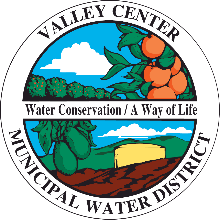 VALLEY CENTER
Water Conservation / A Way of Life
MUNICIPAL WATER DISTRICT